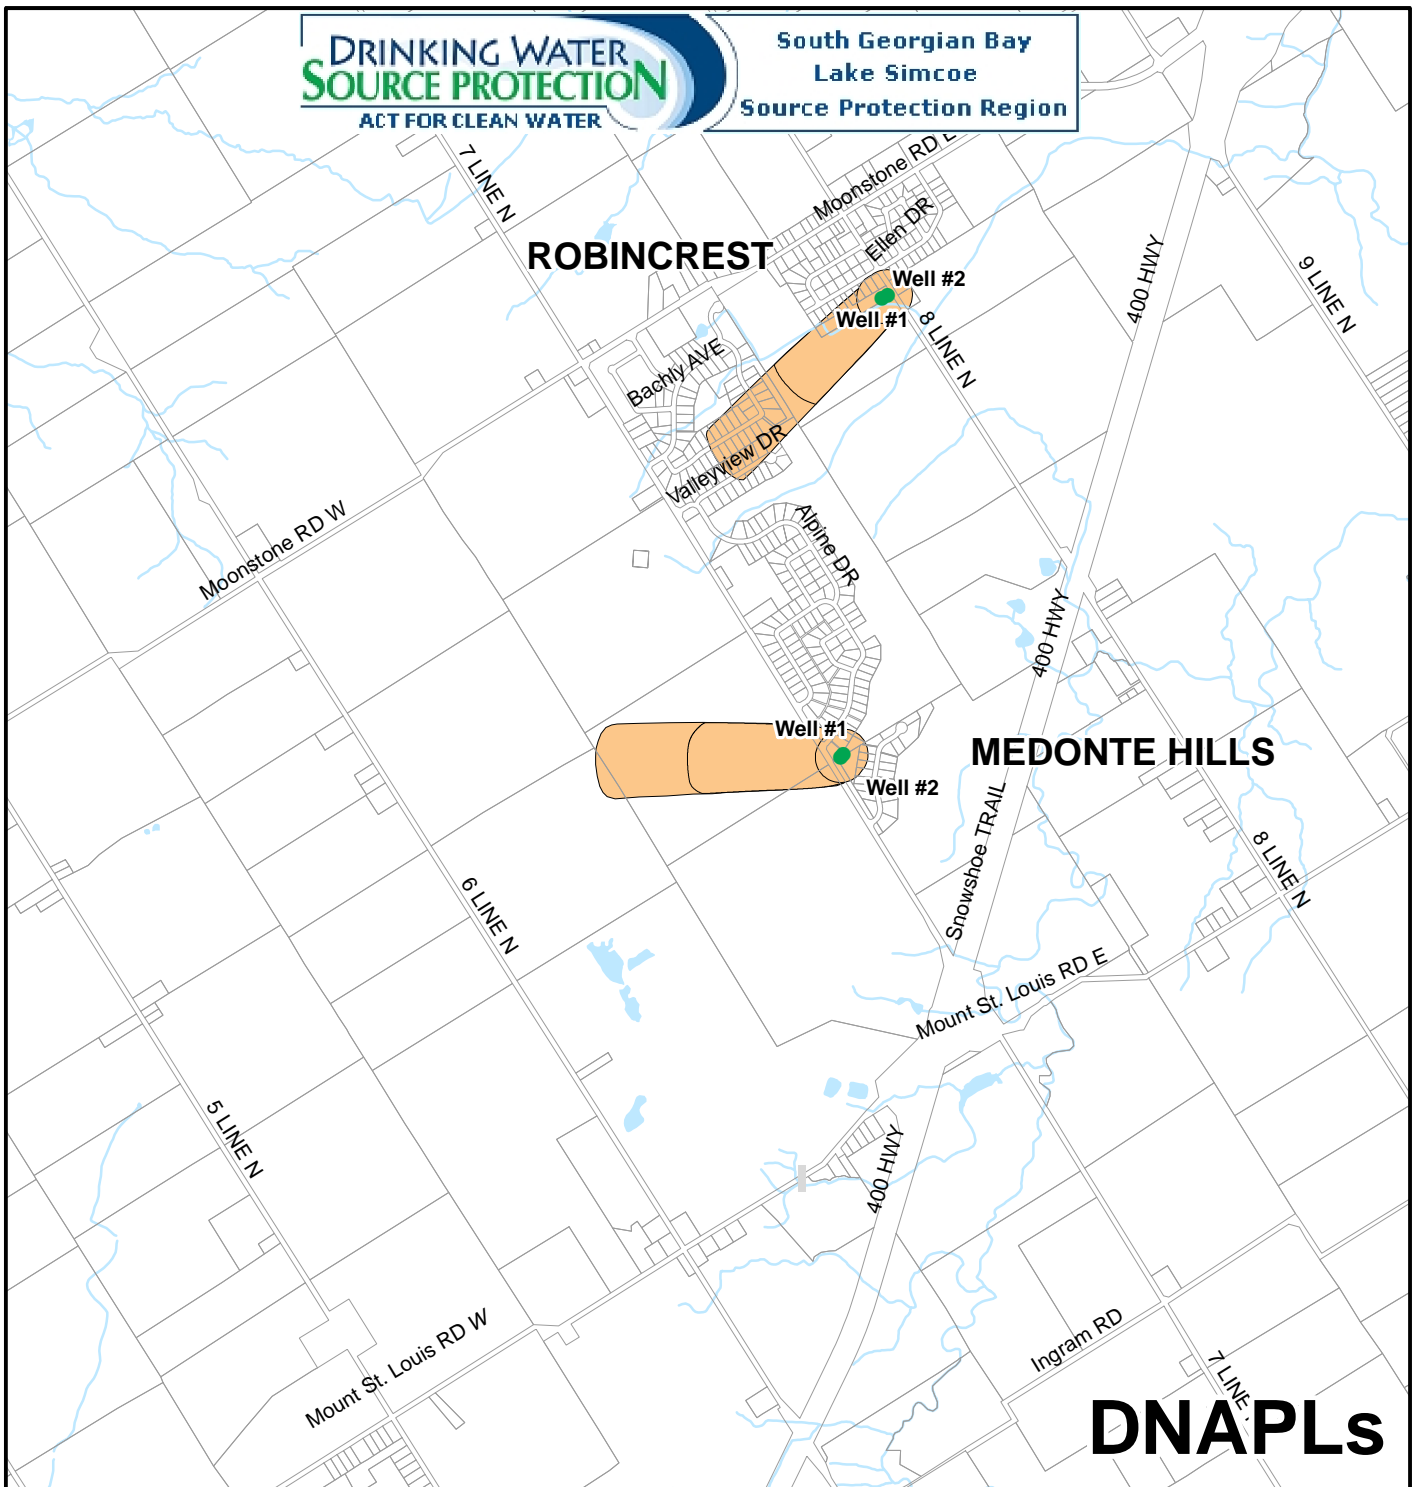 DRINKING WATER
SOURCE PROTECTION
ACT FOR CLEAN WATER
South Georgian Bay
Lake Simcoe
Source Protection Region
7 LINE N
Moonstone RD E
Ellen DR
ROBINCREST
400 HWY
9 LINE N
Well #2
Well #1
8 LINE N
Bachly AVE
Valleyview DR
Alpine DR
Moonstone RD W
400 HWY
Well #1
MEDONTE HILLS
Well #2
Snowshoe TRAIL
8 LINE N
6 LINE N
Mount St. Louis RD E
5 LINE N
400 HWY
Mount St. Louis RD W
Ingram RD
7 LINE
DNAPLs